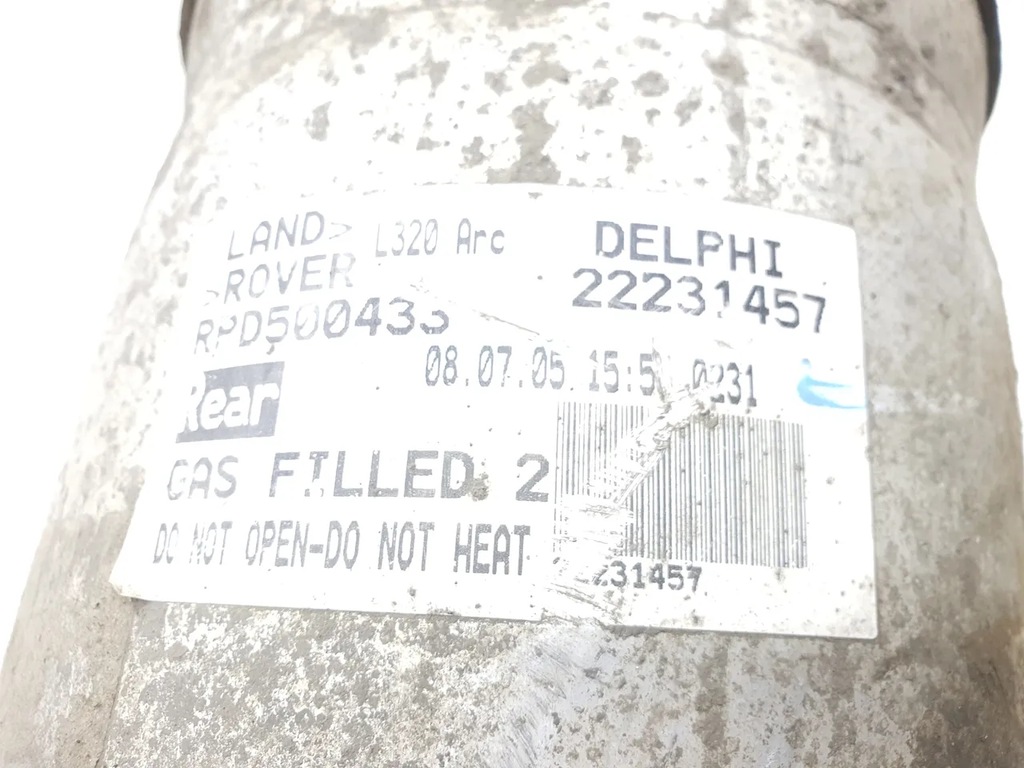 LAND> L320 Arc
>ROVER
RPD500433
DELPHI
22231457
08.07.05 15:5 0231
Rear
GAS FILLED 2
DO NOT OPEN-DO NOT HEAT
22231457